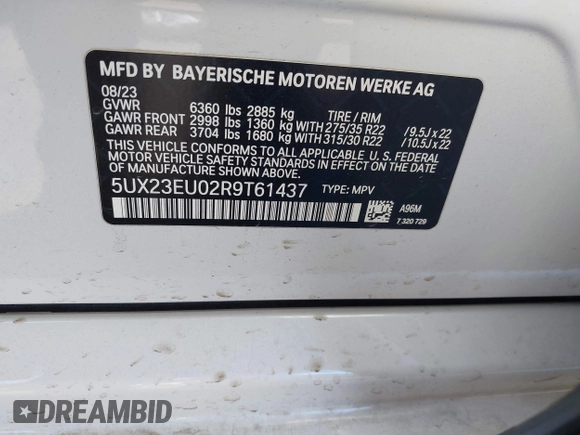 MFD BY BAYERISCHE MOTOREN WERKE AG
08/23
GVWR 6360 lbs 2885 kg TIRE / RIM
GAWR FRONT 2998 lbs 1360 kg WITH 275/35 R22 / 9.5J x 22
GAWR REAR 3704 lbs 1680 kg WITH 315/30 R22 / 10.5J x 22
THIS VEHICLE CONFORMS TO ALL APPLICABLE U.S. FEDERAL
MOTOR VEHICLE SAFETY STANDARDS IN EFFECT ON THE DATE
OF MANUFACTURE SHOWN ABOVE.
5UX23EU02R9T61437 TYPE: MPV
A96M
7 320 729
DREAMBID